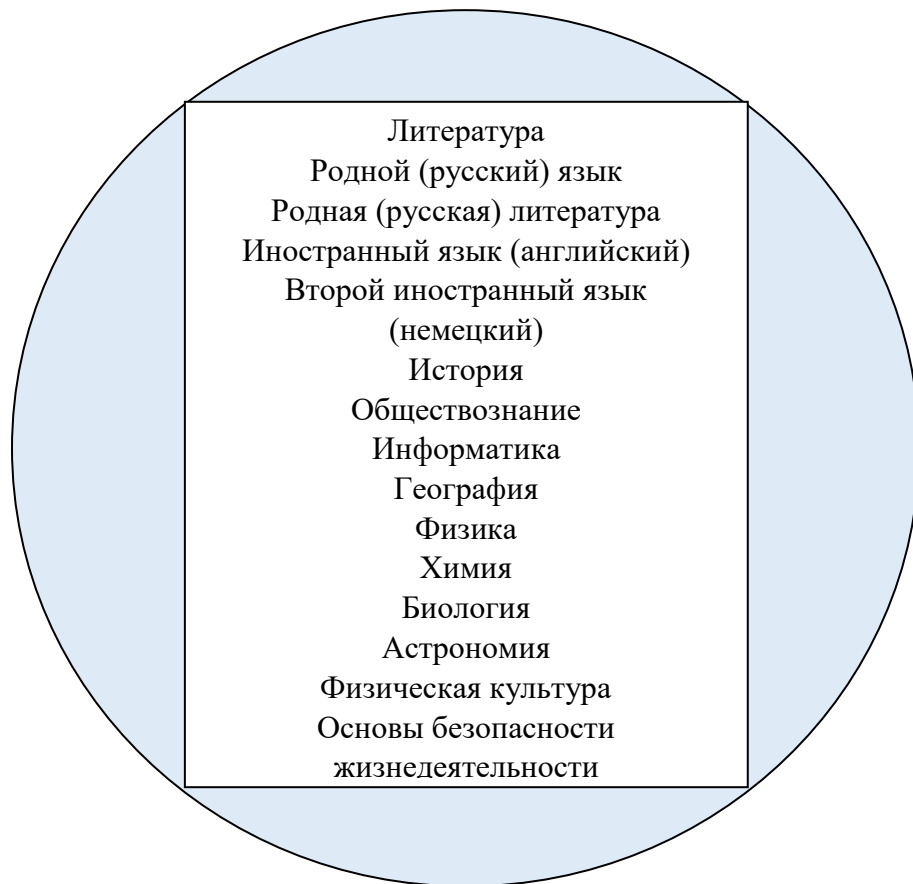 Литература
Родной (русский) язык
Родная (русская) литература
Иностранный язык (английский)
Второй иностранный язык
(немецкий)
История
Обществознание
Информатика
География
Физика
Химия
Биология
Астрономия
Физическая культура
Основы безопасности
жизнедеятельности